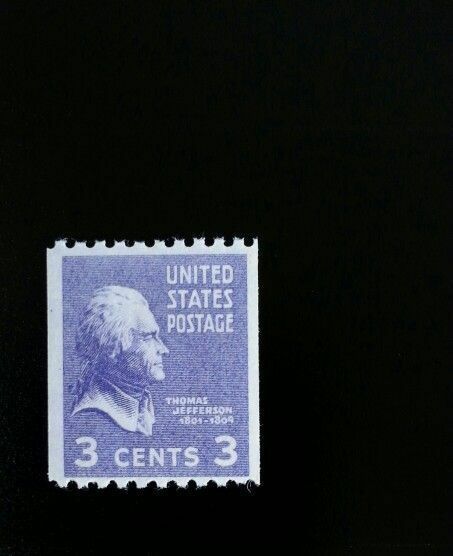 UNITED
STATES
POSTAGE
THOMAS
JEFFERSON
1801-1809
3 CENTS 3